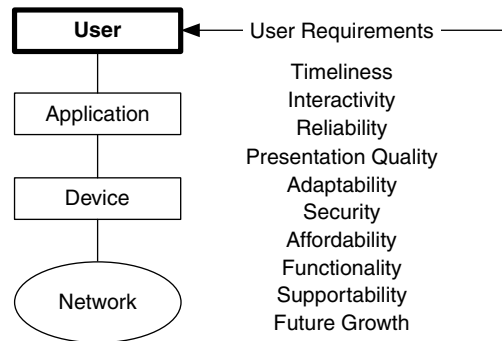 User
User Requirements
Timeliness
Interactivity
Application
Reliability
Presentation Quality
Adaptability
Device
Security
Affordability
Functionality
Network
Supportability
Future Growth